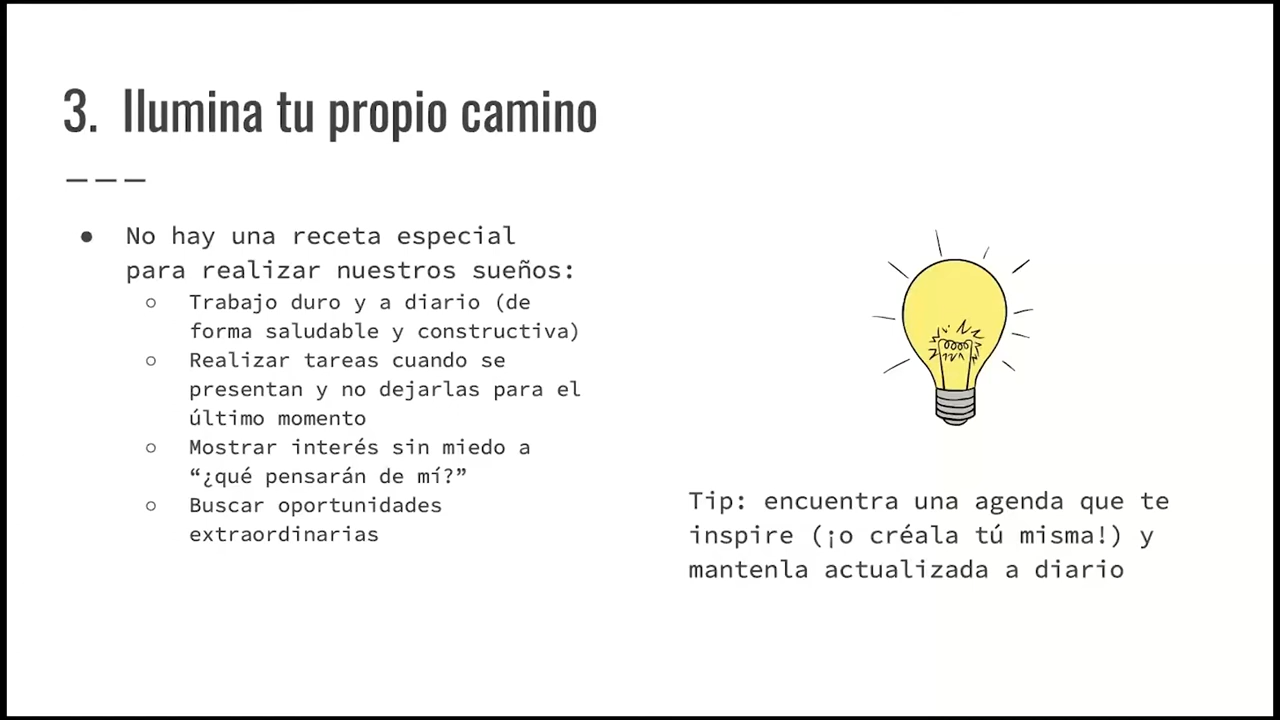 3. Ilumina tu propio camino
● No hay una receta especial
para realizar nuestros sueños:
○ Trabajo duro y a diario (de
forma saludable y constructiva)
○ Realizar tareas cuando se
presentan y no dejarlas para el
último momento
○ Mostrar interés sin miedo a
“¿qué pensarán de mí?”
○ Buscar oportunidades
extraordinarias
Tip: encuentra una agenda que te
inspire (¡o créala tú misma!) y
mantenla actualizada a diario